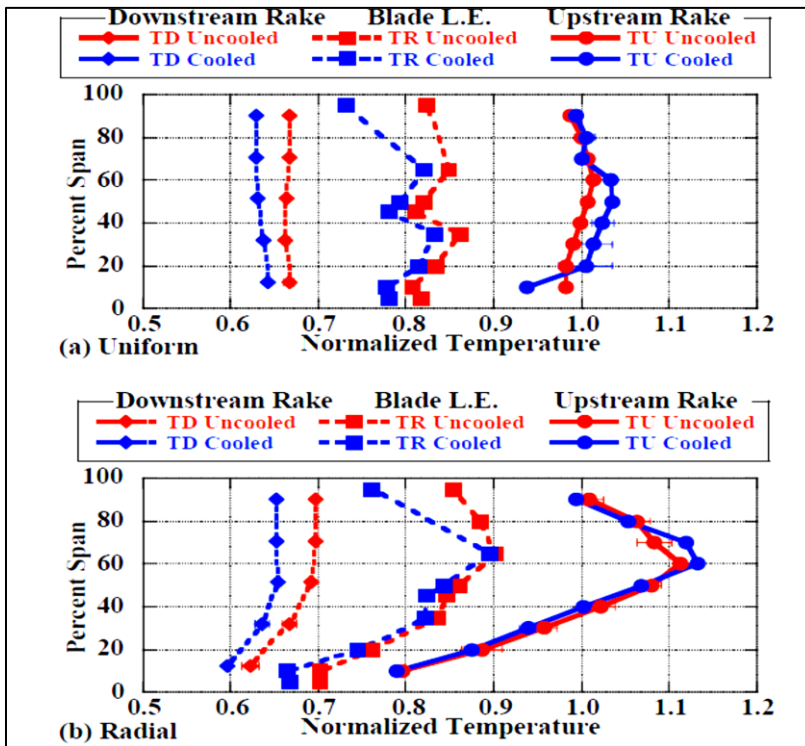 Downstream Rake Blade L.E. Upstream Rake
TD Uncooled TR Uncooled TU Uncooled
TD Cooled TR Cooled TU Cooled
100
80
60
40
20
0
Percent Span
0.5 0.6 0.7 0.8 0.9 1.0 1.1 1.2
Normalized Temperature
(a) Uniform
Downstream Rake Blade L.E. Upstream Rake
TD Uncooled TR Uncooled TU Uncooled
TD Cooled TR Cooled TU Cooled
100
80
60
40
20
0
Percent Span
0.5 0.6 0.7 0.8 0.9 1.0 1.1 1.2
Normalized Temperature
(b) Radial